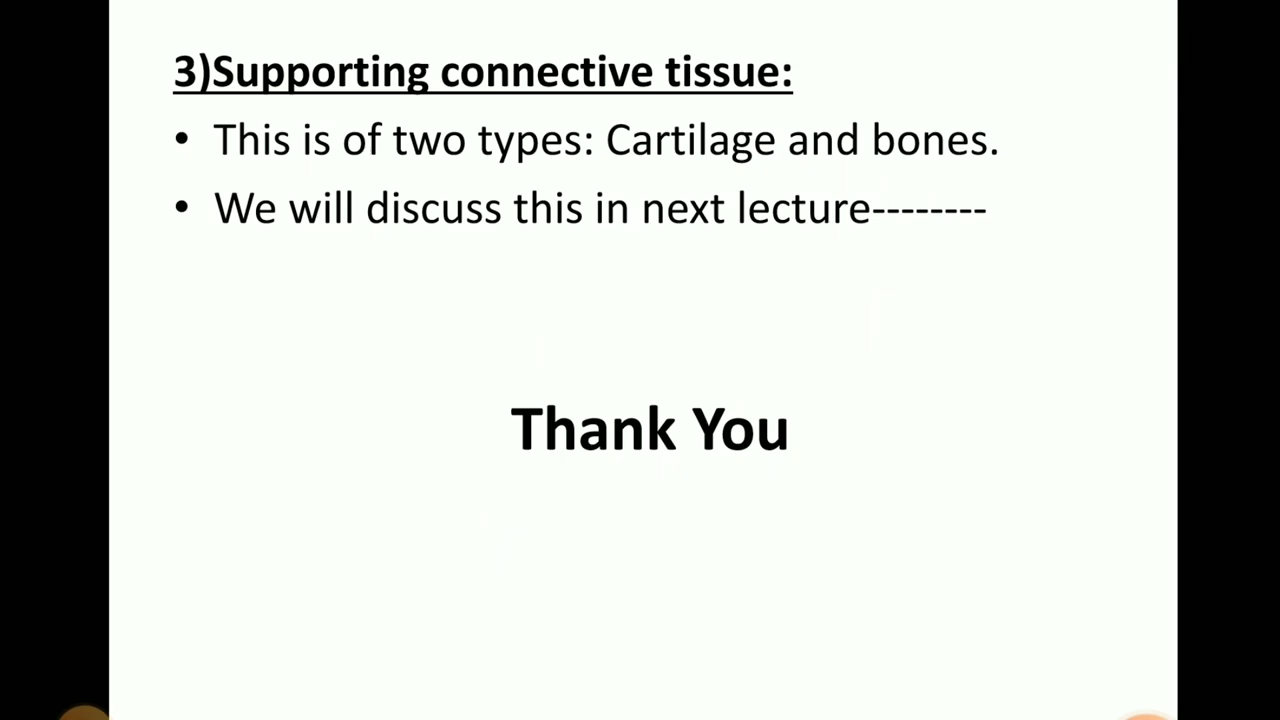 3)Supporting connective tissue:
• This is of two types: Cartilage and bones.
• We will discuss this in next lecture--------
Thank You